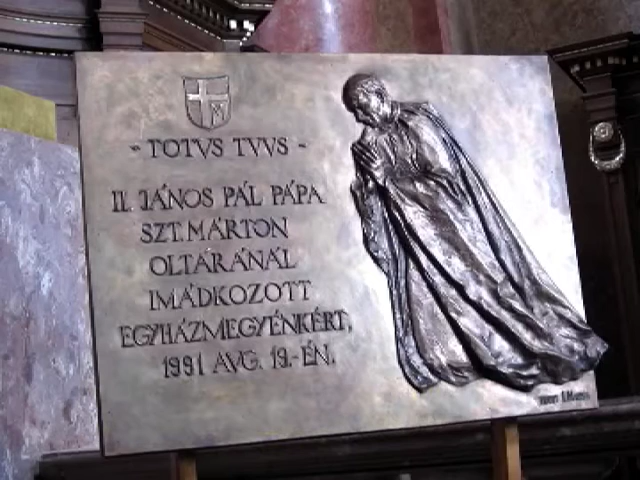 - TOTVS TVVS -
II. JÁNOS PÁL PÁPA
SZT. MÁRTON
OLTÁRÁNÁL
IMÁDKOZOTT
EGYHÁZMEGYÉNKÉRT,
1991 AVG. 19.-ÉN.